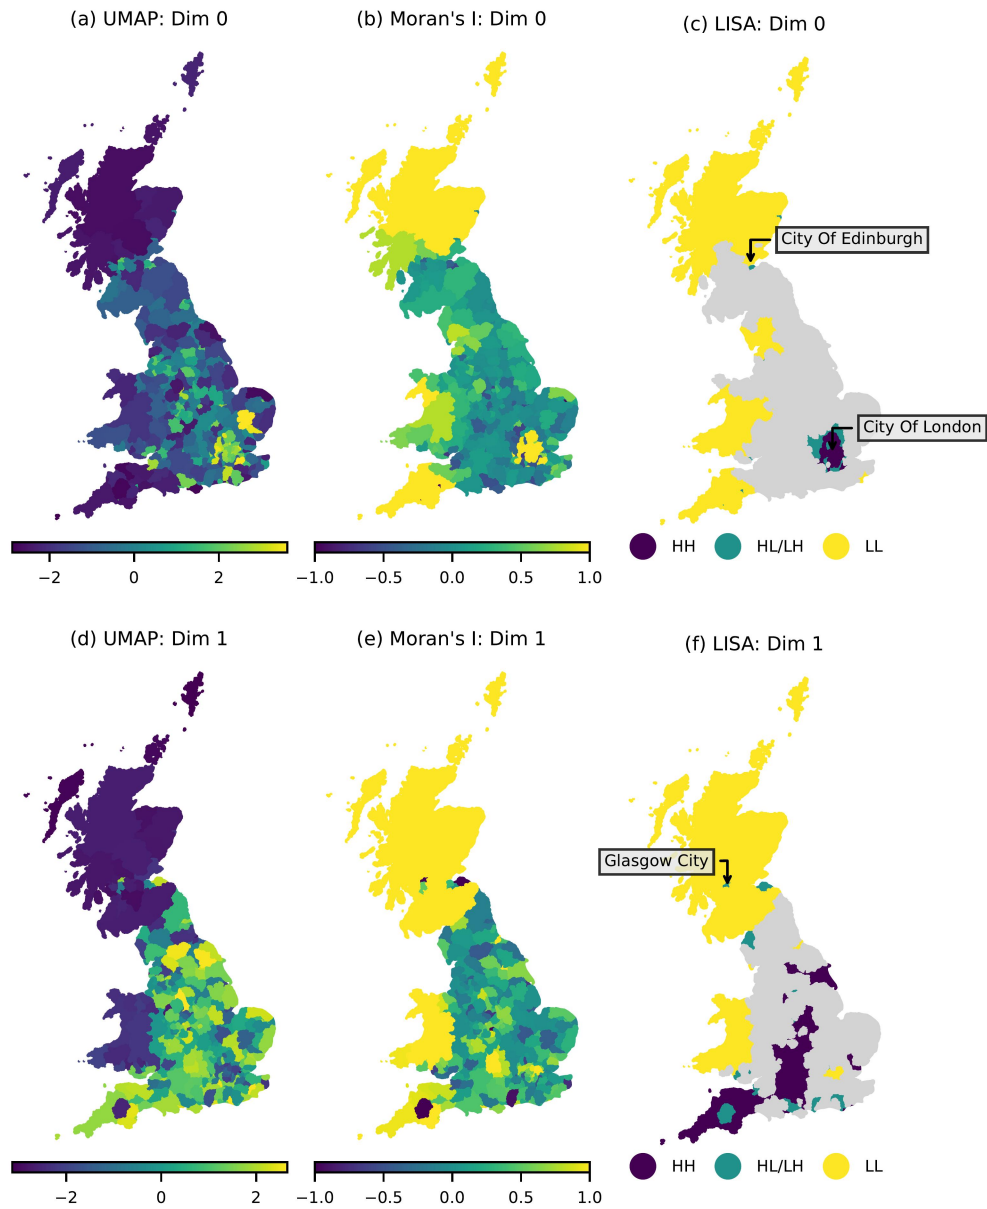 (a) UMAP: Dim 0
(b) Moran's I: Dim 0
(c) LISA: Dim 0
City Of Edinburgh
City Of London
−2 0 2
−1.0 −0.5 0.0 0.5 1.0
HH HL/LH LL
(d) UMAP: Dim 1
(e) Moran's I: Dim 1
(f) LISA: Dim 1
Glasgow City
−2 0 2
−1.0 −0.5 0.0 0.5 1.0
HH HL/LH LL